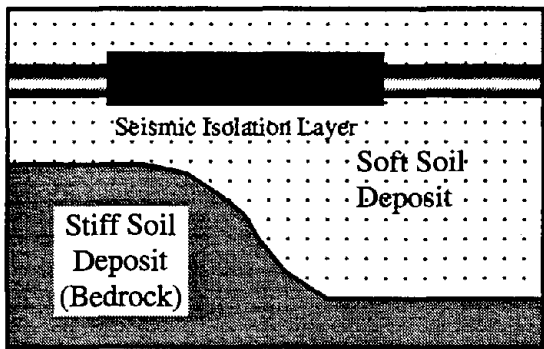 Seismic Isolation Layer
Soft Soil
Deposit
Stiff Soil
Deposit
(Bedrock)